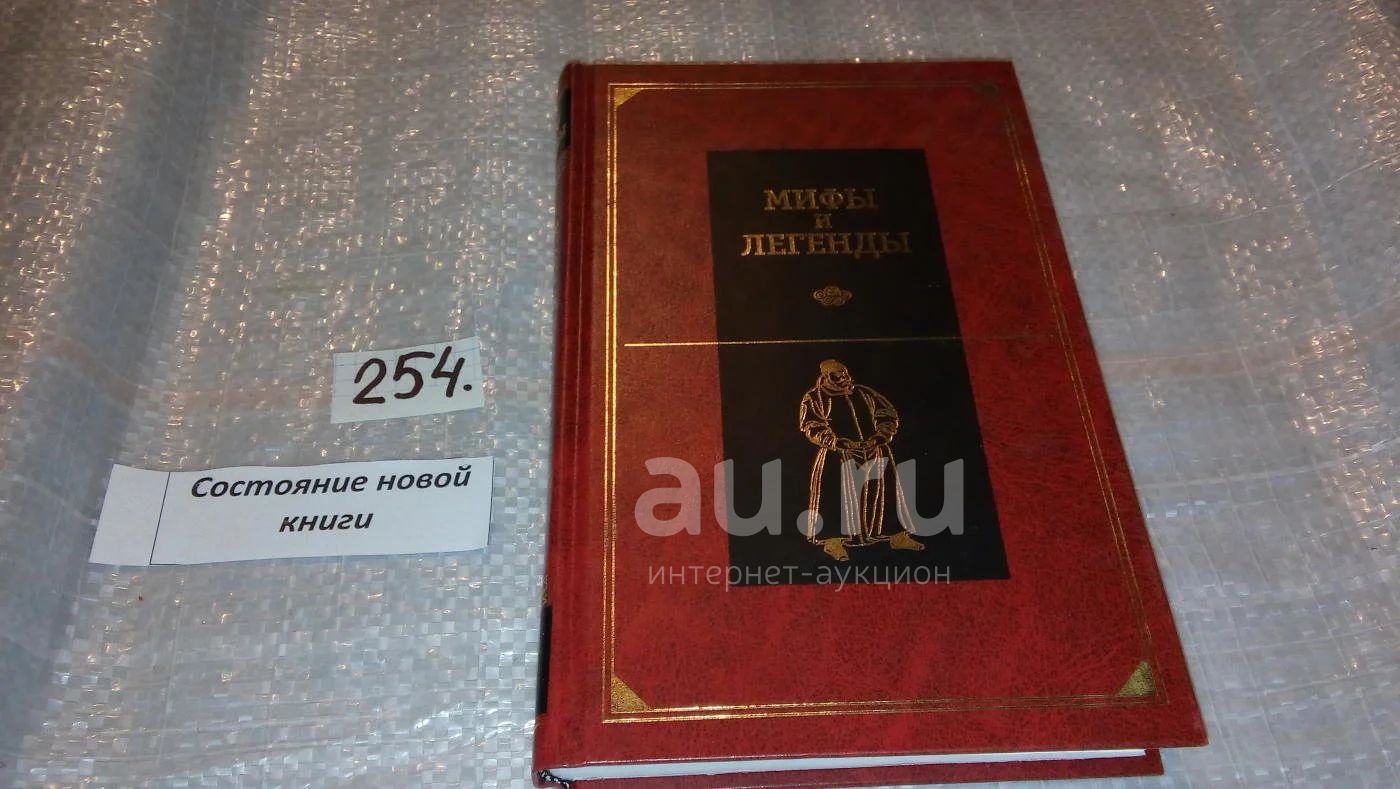 МИФЫ
и
ЛЕГЕНДЫ
254.
Состояние новой
книги
au.ru
интернет-аукцион